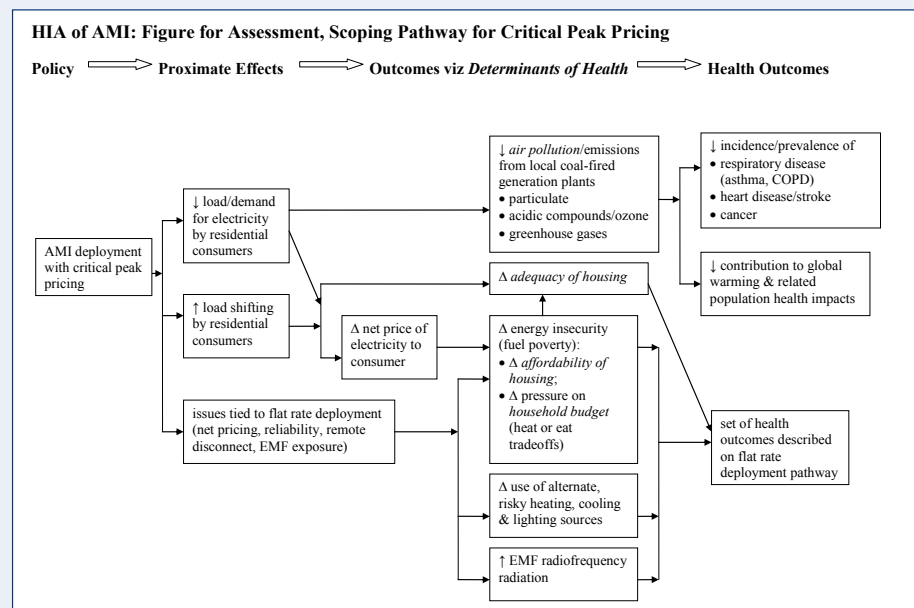 HIA of AMI: Figure for Assessment, Scoping Pathway for Critical Peak Pricing
Policy Proximate Effects Outcomes viz Determinants of Health Health Outcomes
AMI deployment
with critical peak
pricing
↓ load/demand
for electricity
by residential
consumers
↑ load shifting
by residential
consumers
issues tied to flat rate deployment
(net pricing, reliability, remote
disconnect, EMF exposure)
Δ net price of
electricity to
consumer
↓ air pollution/emissions
from local coal-fired
generation plants
• particulate
• acidic compounds/ozone
• greenhouse gases
Δ adequacy of housing
Δ energy insecurity
(fuel poverty):
• Δ affordability of
housing;
• Δ pressure on
household budget
(heat or eat
tradeoffs)
Δ use of alternate,
risky heating, cooling
& lighting sources
↑ EMF radiofrequency
radiation
↓ incidence/prevalence of
• respiratory disease
(asthma, COPD)
• heart disease/stroke
• cancer
↓ contribution to global
warming & related
population health impacts
set of health
outcomes described
on flat rate
deployment pathway